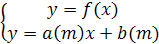 y = f(x)
y = a(m)x + b(m)